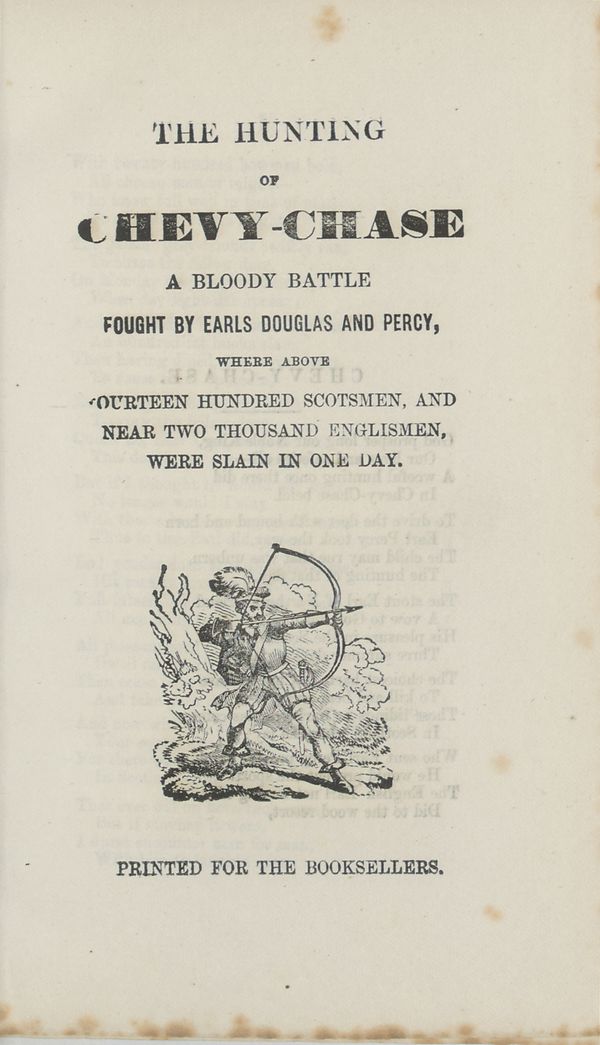 THE HUNTING
OF
CHEVY-CHASE
A BLOODY BATTLE
FOUGHT BY EARLS DOUGLAS AND PERCY,
WHERE ABOVE
FOURTEEN HUNDRED SCOTSMEN, AND
NEAR TWO THOUSAND ENGLISMEN,
WERE SLAIN IN ONE DAY.
PRINTED FOR THE BOOKSELLERS.